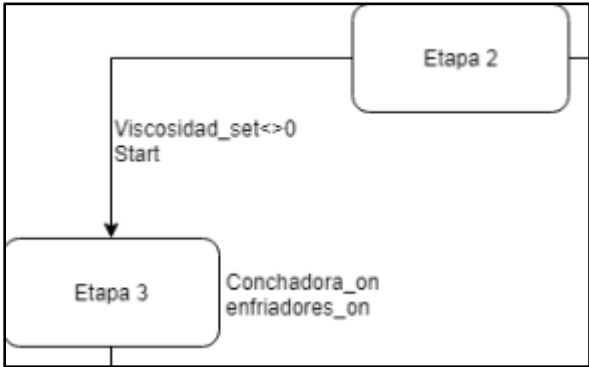 Etapa 2
Viscosidad_set<>0
Start
Etapa 3
Conchadora_on
enfriadores_on